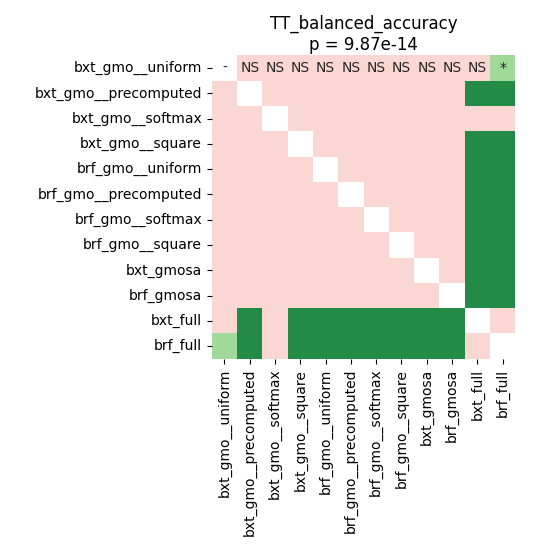 TT_balanced_accuracy
p = 9.87e-14
bxt_gmo__uniform - NS NS NS NS NS NS NS NS NS NS *
bxt_gmo__precomputed
bxt_gmo__softmax
bxt_gmo__square
brf_gmo__uniform
brf_gmo__precomputed
brf_gmo__softmax
brf_gmo__square
bxt_gmosa
brf_gmosa
bxt_full
brf_full
bxt_gmo__uniform
bxt_gmo__precomputed
bxt_gmo__softmax
bxt_gmo__square
brf_gmo__uniform
brf_gmo__precomputed
brf_gmo__softmax
brf_gmo__square
bxt_gmosa
brf_gmosa
bxt_full
brf_full